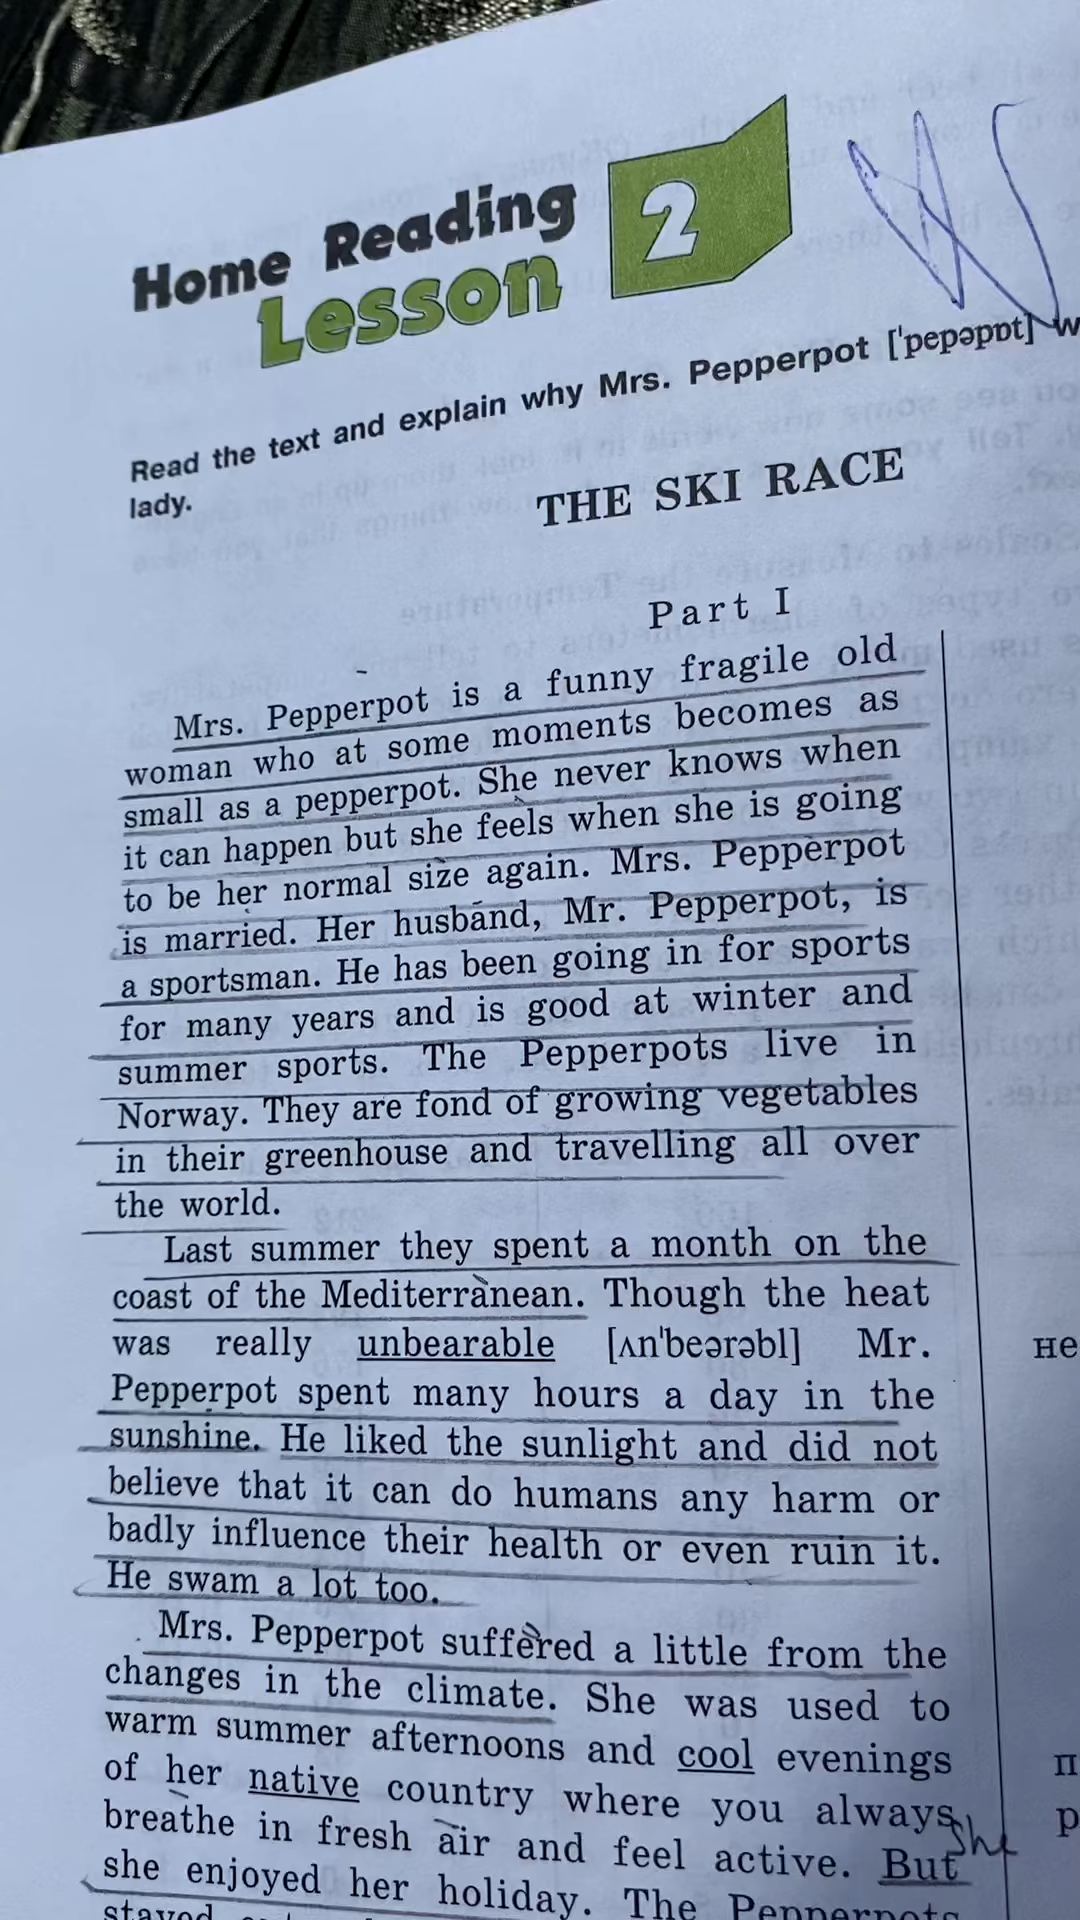 Home Reading
Lesson 2
Read the text and explain why Mrs. Pepperpot [ˈpepəpɒt] w
lady.
THE SKI RACE
Part I
Mrs. Pepperpot is a funny fragile old
woman who at some moments becomes as
small as a pepperpot. She never knows when
it can happen but she feels when she is going
to be her normal size again. Mrs. Pepperpot
is married. Her husband, Mr. Pepperpot, is
a sportsman. He has been going in for sports
for many years and is good at winter and
summer sports. The Pepperpots live in
Norway. They are fond of growing vegetables
in their greenhouse and travelling all over
the world.
Last summer they spent a month on the
coast of the Mediterranean. Though the heat
was really unbearable [ʌnˈbeərəbl] Mr.
Pepperpot spent many hours a day in the
sunshine. He liked the sunlight and did not
believe that it can do humans any harm or
badly influence their health or even ruin it.
He swam a lot too.
Mrs. Pepperpot suffered a little from the
changes in the climate. She was used to
warm summer afternoons and cool evenings
of her native country where you always
breathe in fresh air and feel active. But she
she enjoyed her holiday. The Pepperpots
stayed
не
п
р